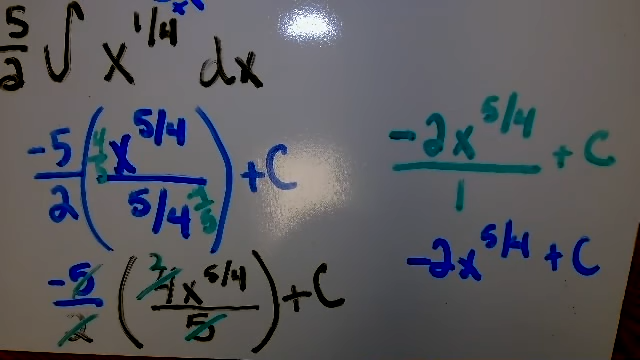 5/2 ∫ x^1/4 dx
-5/2 (4/5 x^5/4 / 5/4 4/5) + C
-5/2 (2 4x^5/4 / 5) + C
-2x^5/4 / 1 + C
-2x^5/4 + C